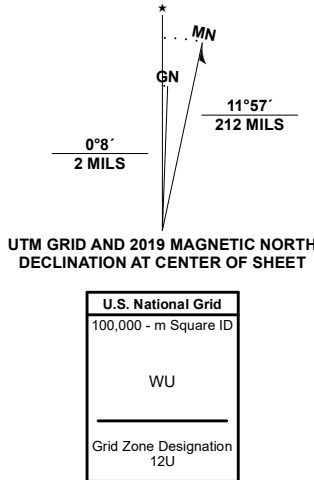 ★
MN
GN
11°57´
212 MILS
0°8´
2 MILS
UTM GRID AND 2019 MAGNETIC NORTH
DECLINATION AT CENTER OF SHEET
U.S. National Grid
100,000 - m Square ID
WU
Grid Zone Designation
12U